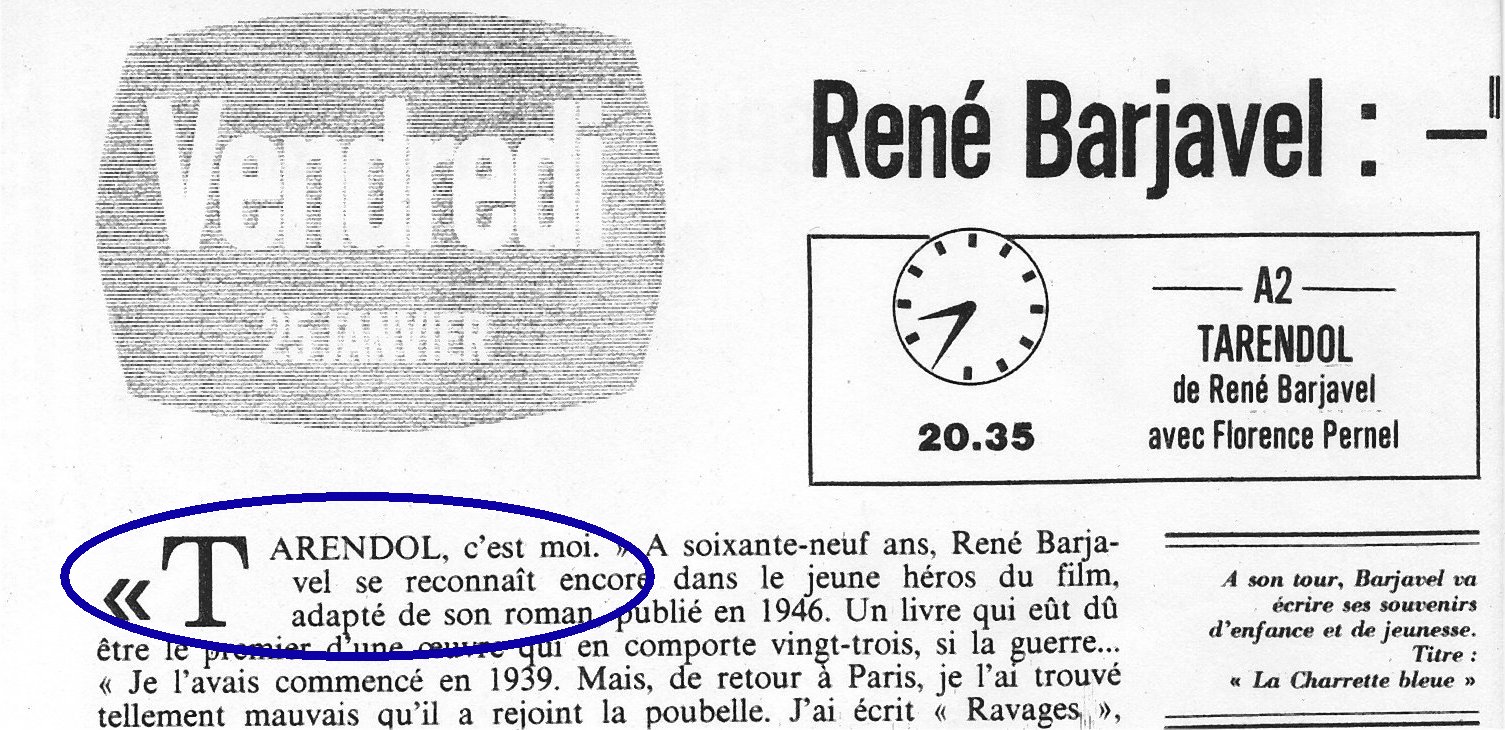 Vendredi
25 JANVIER
René Barjavel : —"
A2
TARENDOL
de René Barjavel
avec Florence Pernel
20.35
« TARENDOL, c'est moi. » A soixante-neuf ans, René Barja-
vel se reconnaît encore dans le jeune héros du film,
adapté de son roman publié en 1946. Un livre qui eût dû
être le premier d'une œuvre qui en comporte vingt-trois, si la guerre...
« Je l'avais commencé en 1939. Mais, de retour à Paris, je l'ai trouvé
tellement mauvais qu'il a rejoint la poubelle. J'ai écrit « Ravages »,
A son tour, Barjavel va
écrire ses souvenirs
d'enfance et de jeunesse.
Titre :
« La Charrette bleue »